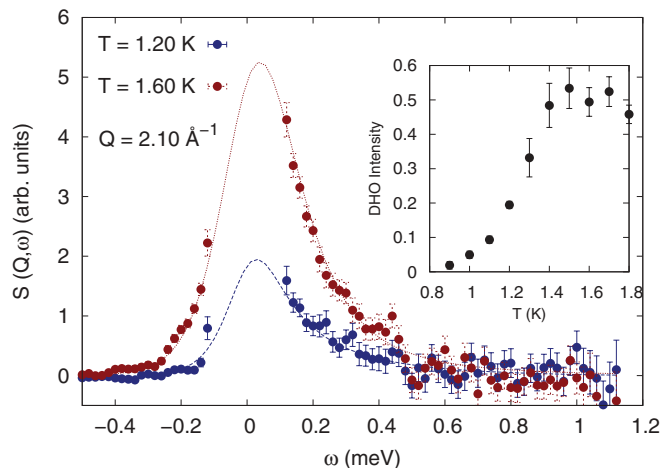 T = 1.20 K
T = 1.60 K
Q = 2.10 Å⁻¹
S (Q,ω) (arb. units)
6
5
4
3
2
1
0
−0.4 −0.2 0 0.2 0.4 0.6 0.8 1 1.2
ω (meV)
DHO Intensity
0.6
0.5
0.4
0.3
0.2
0.1
0
0.8 1 1.2 1.4 1.6 1.8
T (K)